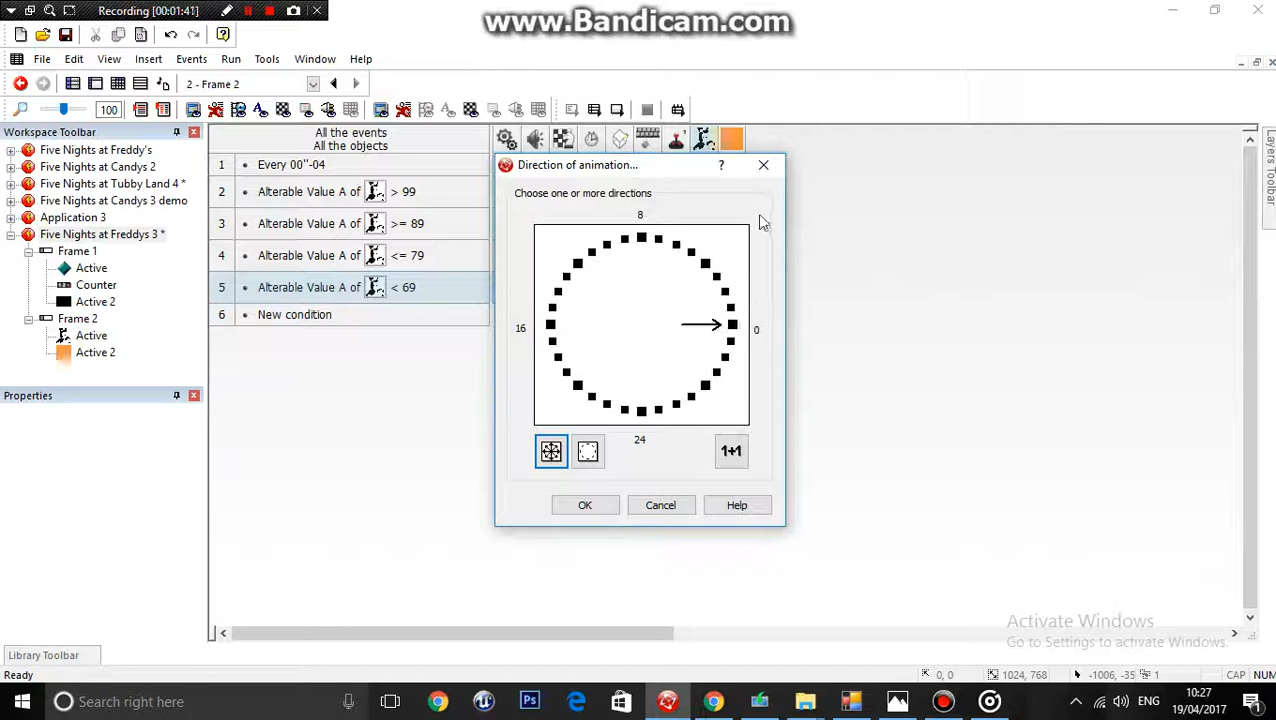 Recording [00:01:41]
www.Bandicam.com
File Edit View Insert Events Run Tools Window Help
2 - Frame 2
100
Workspace Toolbar
Five Nights at Freddy's
Five Nights at Candys 2
Five Nights at Tubby Land 4 *
Five Nights at Candys 3 demo
Application 3
Five Nights at Freddys 3 *
Frame 1
Active
Counter
Active 2
Frame 2
Active
Active 2
Properties
Library Toolbar
All the events
All the objects
1 Every 00"-04
2 Alterable Value A of > 99
3 Alterable Value A of >= 89
4 Alterable Value A of <= 79
5 Alterable Value A of < 69
6 New condition
Direction of animation...
?
Choose one or more directions
8
16
0
24
1+1
OK Cancel Help
Layers Toolbar
Activate Windows
Go to Settings to activate Windows.
Ready
0, 0 1024, 768 -1006, -35 1 CAP NUM
Search right here
ENG
10:27
19/04/2017